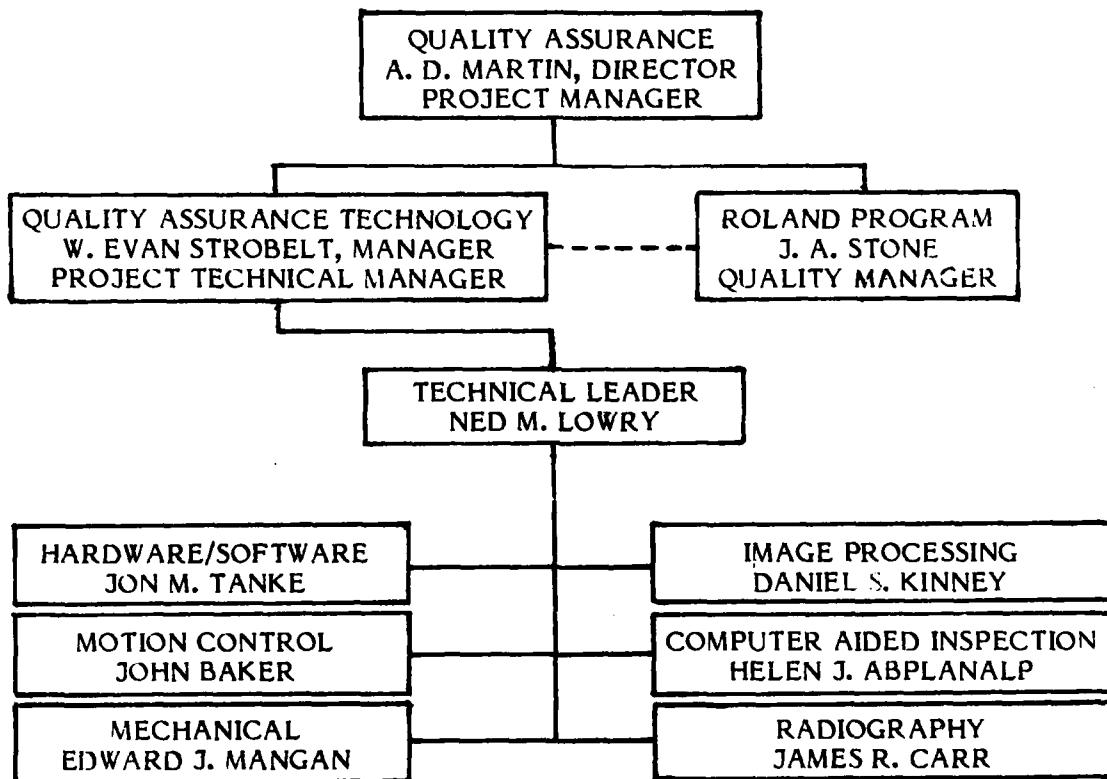 QUALITY ASSURANCE
A. D. MARTIN, DIRECTOR
PROJECT MANAGER
QUALITY ASSURANCE TECHNOLOGY
W. EVAN STROBELT, MANAGER
PROJECT TECHNICAL MANAGER
ROLAND PROGRAM
J. A. STONE
QUALITY MANAGER
TECHNICAL LEADER
NED M. LOWRY
HARDWARE/SOFTWARE
JON M. TANKE
IMAGE PROCESSING
DANIEL S. KINNEY
MOTION CONTROL
JOHN BAKER
COMPUTER AIDED INSPECTION
HELEN J. ABPLANALP
MECHANICAL
EDWARD J. MANGAN
RADIOGRAPHY
JAMES R. CARR